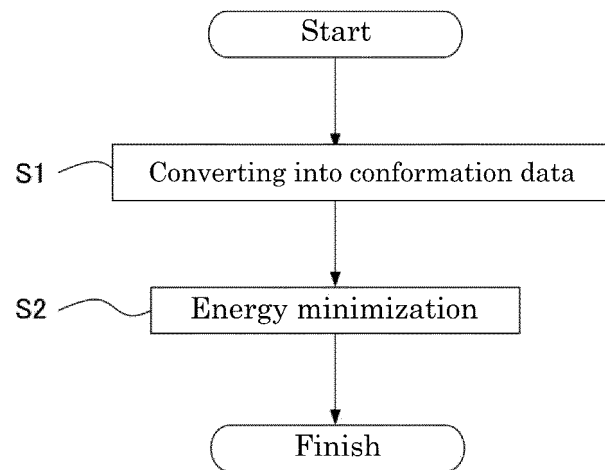 Start
S1 Converting into conformation data
S2 Energy minimization
Finish